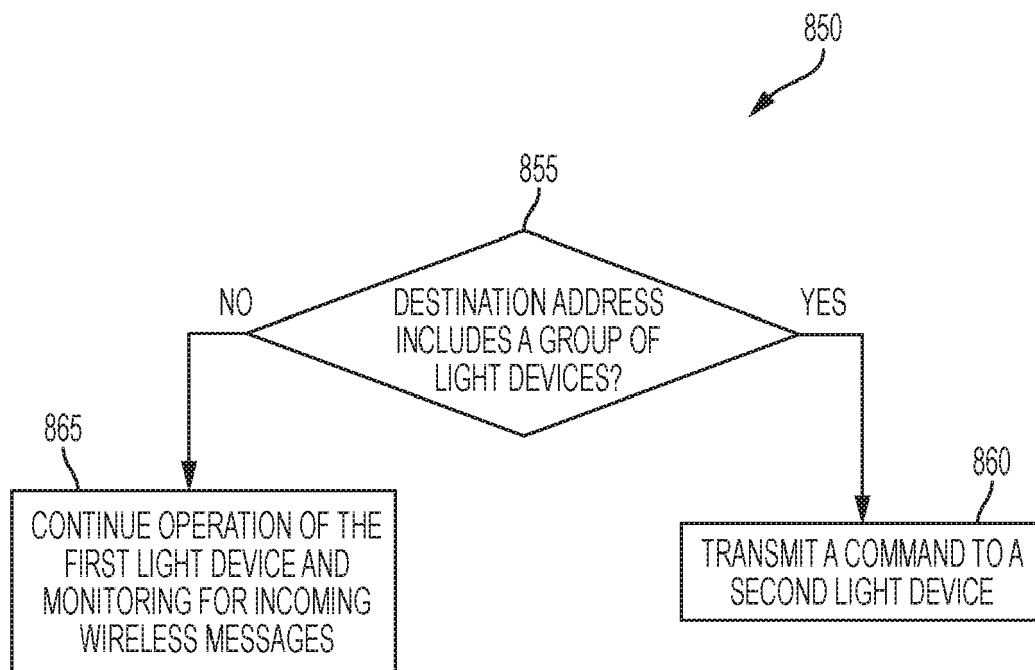 850
855
NO
DESTINATION ADDRESS
INCLUDES A GROUP OF
LIGHT DEVICES?
YES
865
CONTINUE OPERATION OF THE
FIRST LIGHT DEVICE AND
MONITORING FOR INCOMING
WIRELESS MESSAGES
860
TRANSMIT A COMMAND TO A
SECOND LIGHT DEVICE